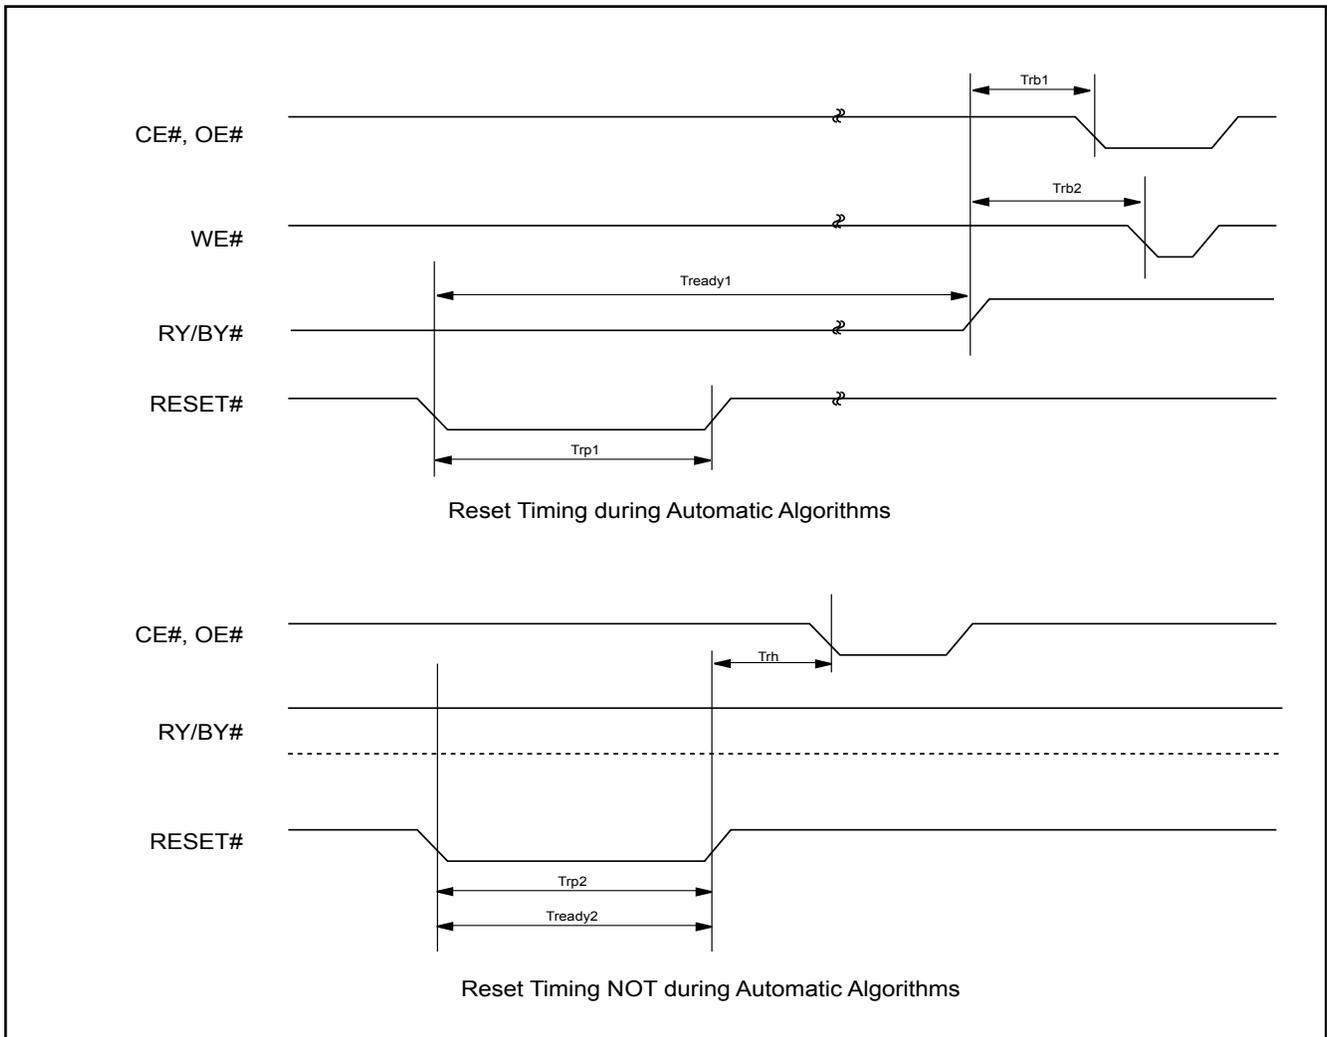 Trb1
CE#, OE#
Trb2
WE#
Tready1
RY/BY#
RESET#
Trp1
Reset Timing during Automatic Algorithms
CE#, OE#
Trh
RY/BY#
RESET#
Trp2
Tready2
Reset Timing NOT during Automatic Algorithms